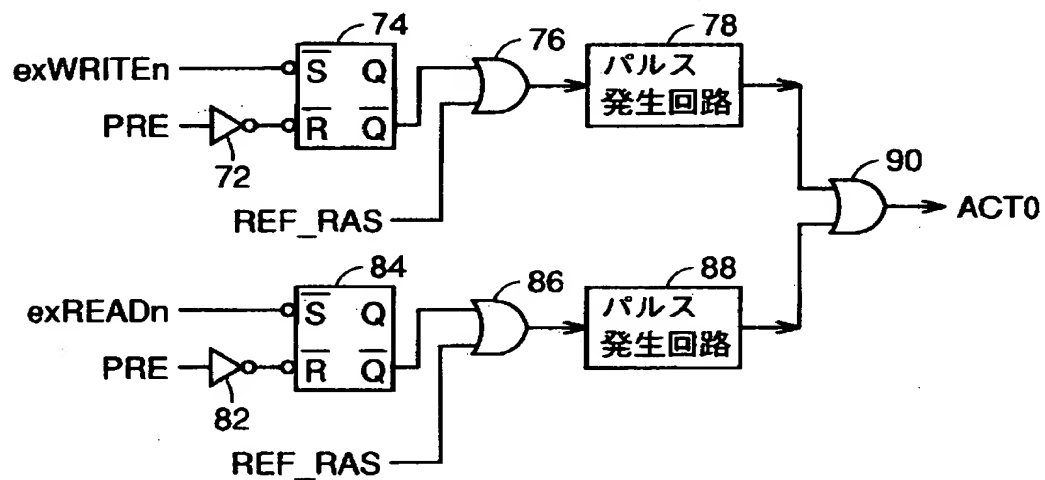 74
76
78
exWRITEn
S Q
パルス
発生回路
PRE
R Q
72
90
REF_RAS
ACT0
84
86
88
exREADn
S Q
パルス
発生回路
PRE
R Q
82
REF_RAS